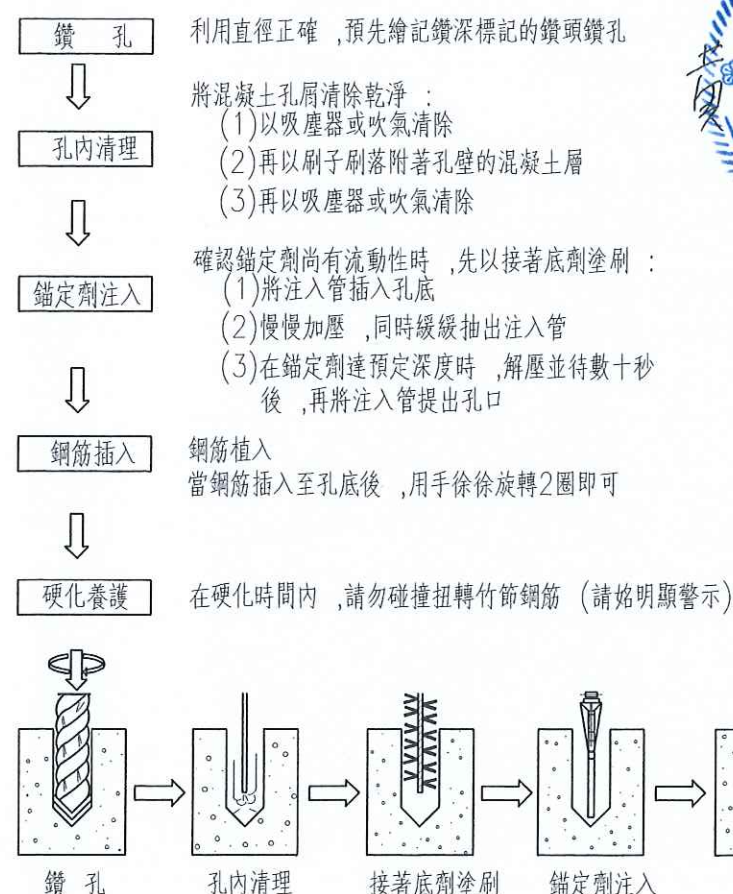 鑽 孔
利用直徑正確 ,預先繪記鑽深標記的鑽頭鑽孔
孔內清理
將混凝土孔屑清除乾淨 :
(1)以吸塵器或吹氣清除
(2)再以刷子刷落附著孔壁的混凝土層
(3)再以吸塵器或吹氣清除
錨定劑注入
確認錨定劑尚有流動性時 ,先以接著底劑塗刷 :
(1)將注入管插入孔底
(2)慢慢加壓 ,同時緩緩抽出注入管
(3)在錨定劑達預定深度時 ,解壓並待數十秒
後 ,再將注入管提出孔口
鋼筋插入
鋼筋植入
當鋼筋插入至孔底後 ,用手徐徐旋轉2圈即可
硬化養護
在硬化時間內 ,請勿碰撞扭轉竹節鋼筋 (請姳明顯警示)
鑽 孔
孔內清理
接著底劑塗刷
錨定劑注入